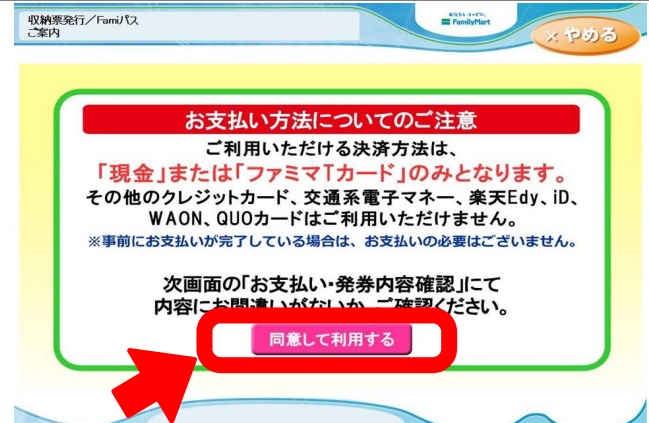 収納票発行/Famiパス
ご案内
あなたと、コンビに、
FamilyMart
× やめる
お支払い方法についてのご注意
ご利用いただける決済方法は、
「現金」または「ファミマTカード」のみとなります。
その他のクレジットカード、交通系電子マネー、楽天Edy、iD、
WAON、QUOカードはご利用いただけません。
※事前にお支払いが完了している場合は、お支払いの必要はございません。
次画面の「お支払い・発券内容確認」にて
内容にお間違いがないか、ご確認ください。
同意して利用する